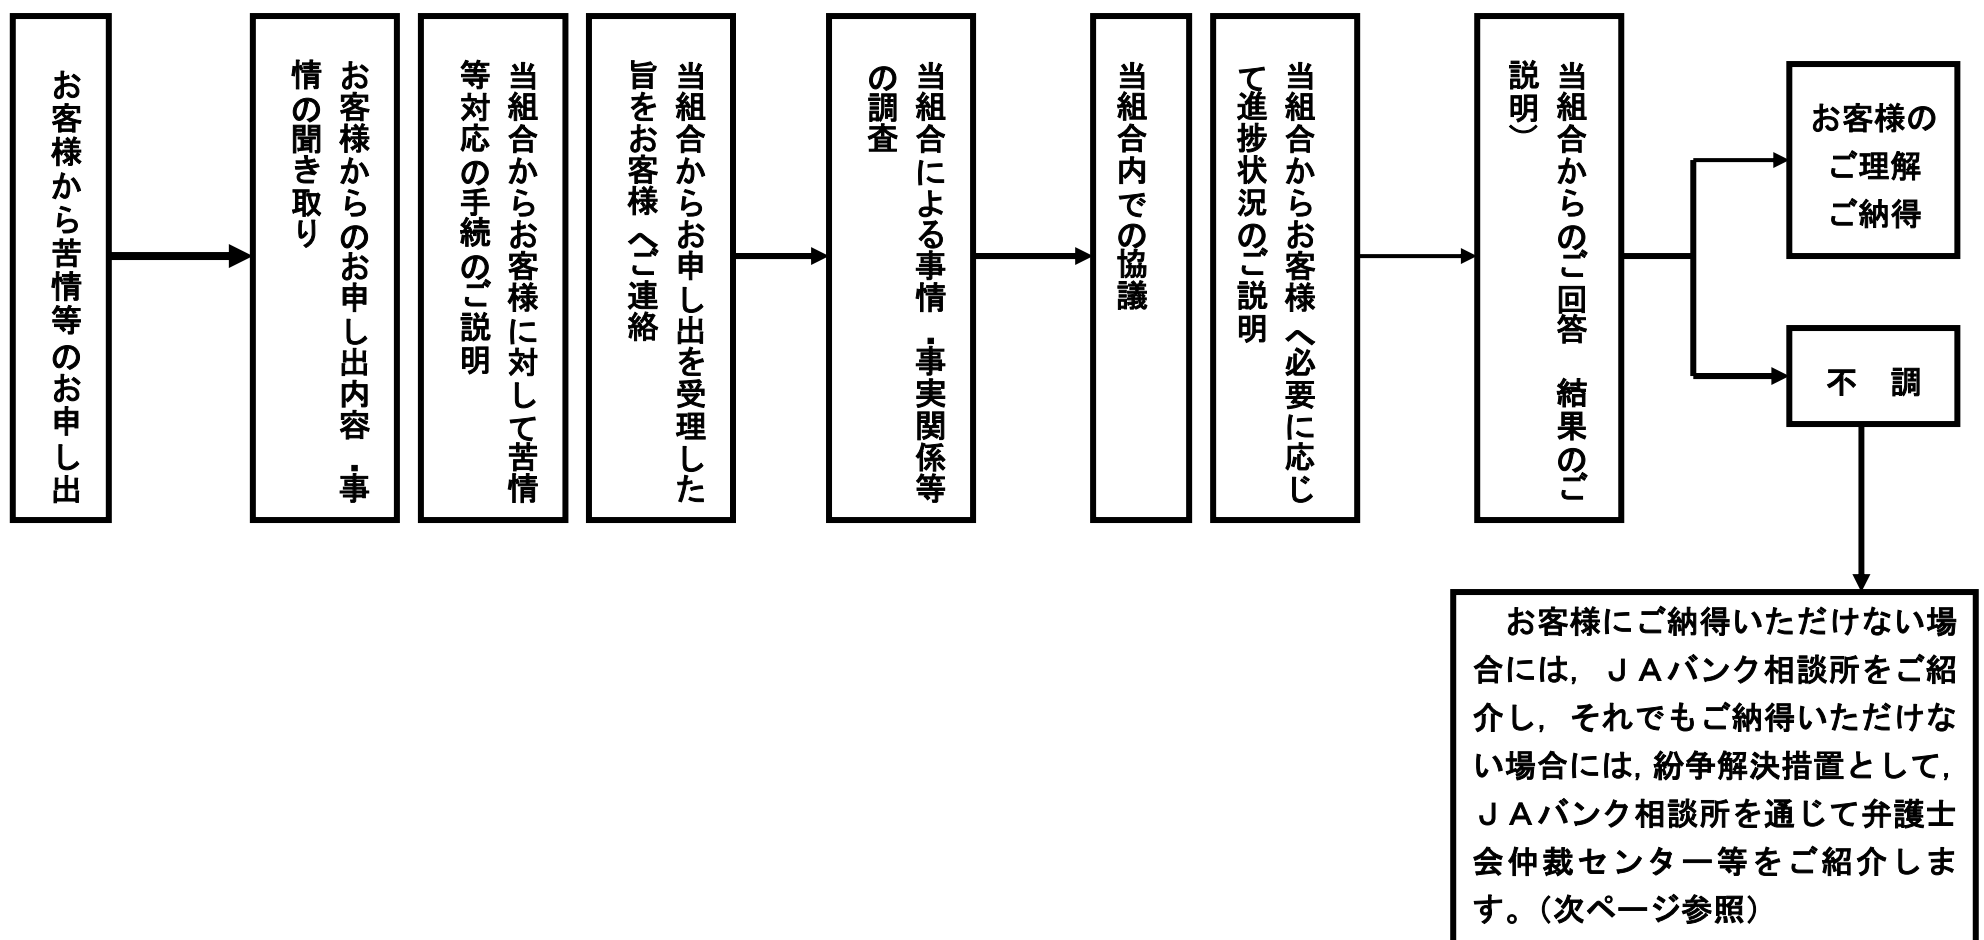 お客様から苦情等のお申し出
お客様からのお申し出内容・事
情の聞き取り
当組合からお客様に対して苦情
等対応の手続のご説明
当組合からお申し出を受理した
旨をお客様へご連絡
当組合による事情・事実関係等
の調査
当組合内での協議
当組合からお客様へ必要に応じ
て進捗状況のご説明
当組合からのご回答　結果のご
説明）
お客様の
ご理解
ご納得
不　調
お客様にご納得いただけない場
合には，ＪＡバンク相談所をご紹
介し，それでもご納得いただけな
い場合には，紛争解決措置として，
ＪＡバンク相談所を通じて弁護士
会仲裁センター等をご紹介しま
す。（次ページ参照）